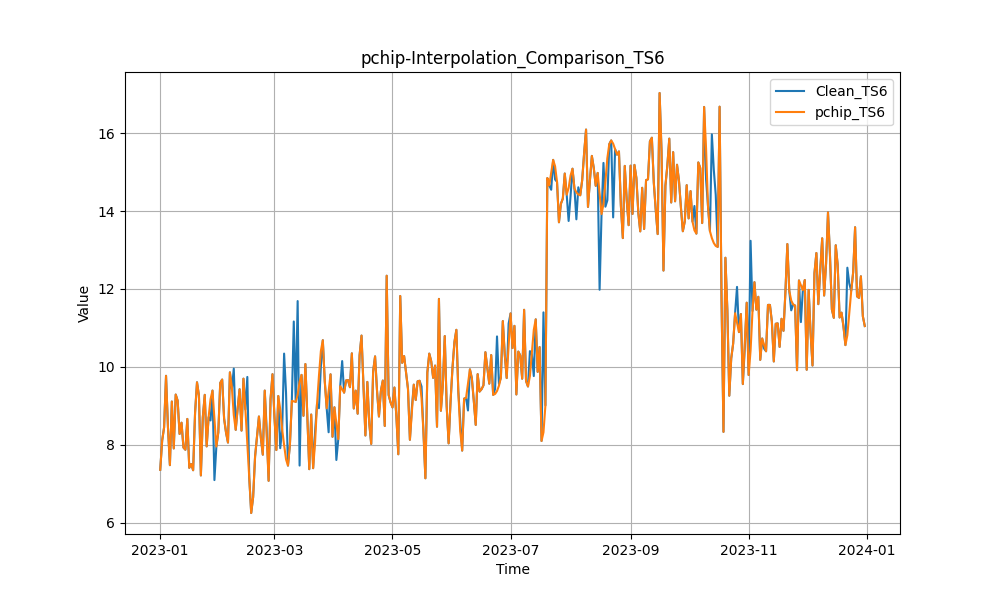 pchip-Interpolation_Comparison_TS6
Clean_TS6
pchip_TS6
Value
16
14
12
10
8
6
2023-01
2023-03
2023-05
2023-07
2023-09
2023-11
2024-01
Time